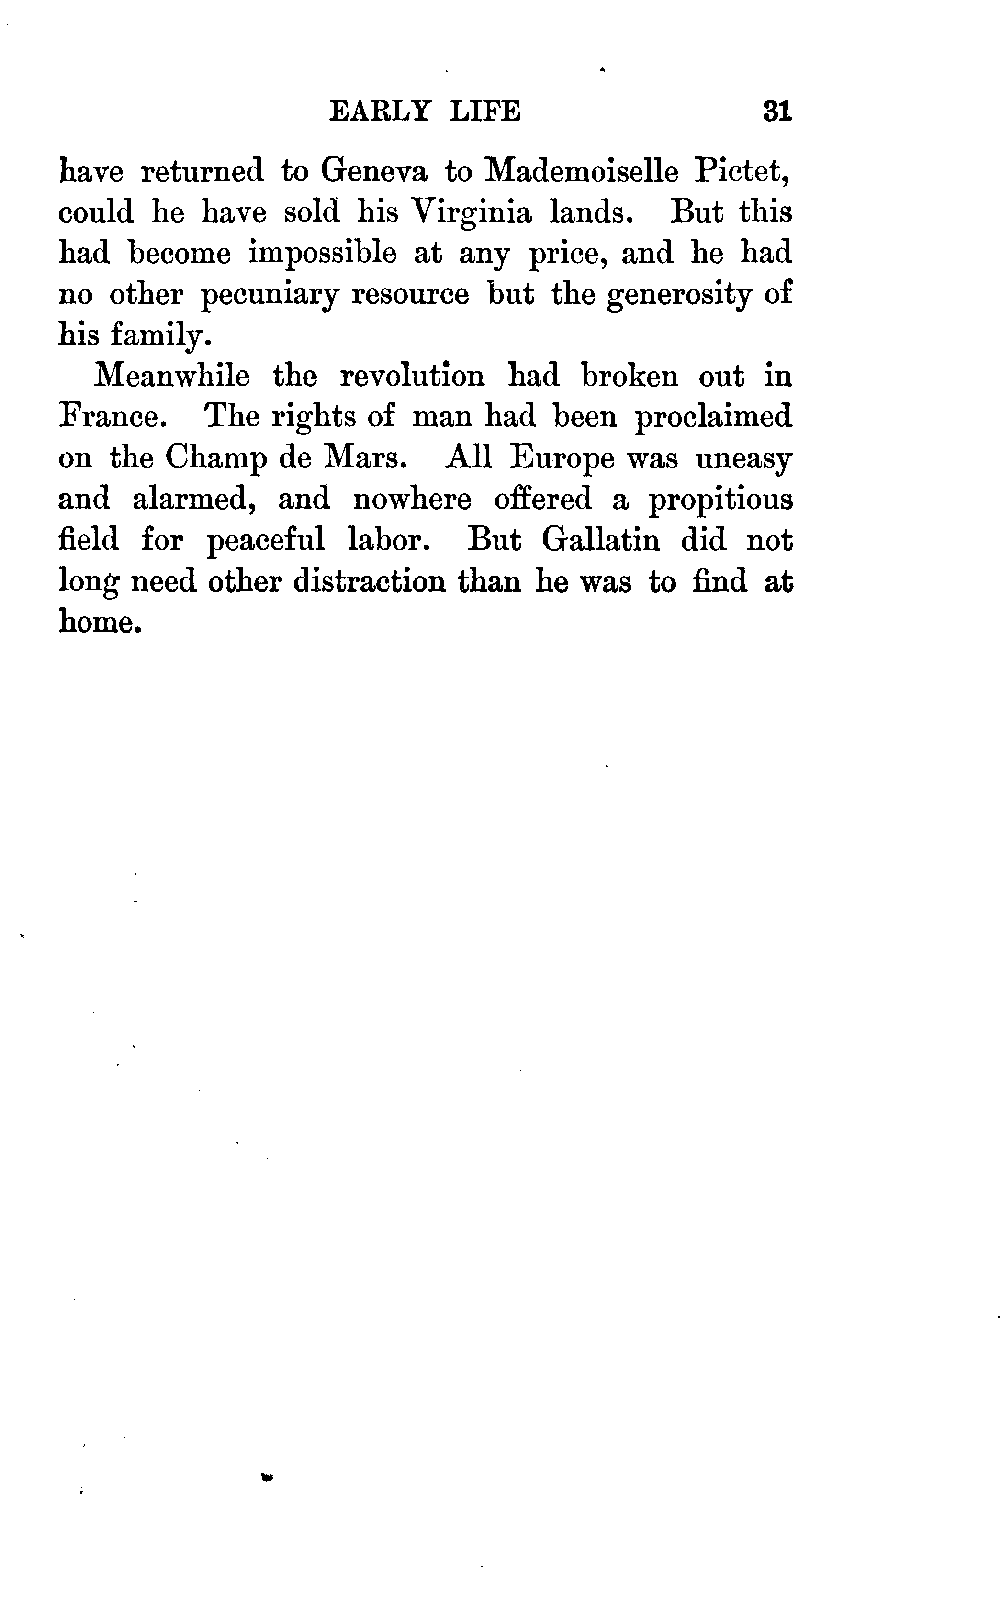 EARLY LIFE 31
have returned to Geneva to Mademoiselle Pictet,
could he have sold his Virginia lands. But this
had become impossible at any price, and he had
no other pecuniary resource but the generosity of
his family.
Meanwhile the revolution had broken out in
France. The rights of man had been proclaimed
on the Champ de Mars. All Europe was uneasy
and alarmed, and nowhere offered a propitious
field for peaceful labor. But Gallatin did not
long need other distraction than he was to find at
home.